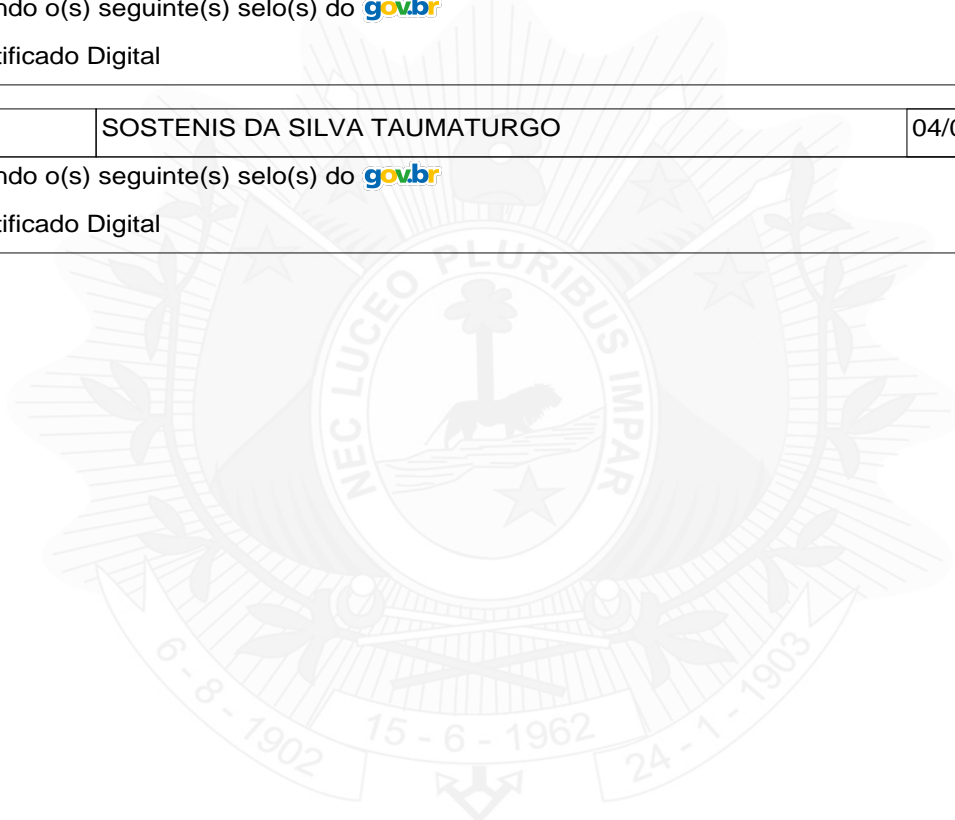 ndo o(s) seguinte(s) selo(s) do gov.br
tificado Digital
SOSTENIS DA SILVA TAUMATURGO 04/0
ndo o(s) seguinte(s) selo(s) do gov.br
tificado Digital
NEC LUCEO PLURIBUS IMPAR
6 - 8 - 1902 15 - 6 - 1962 24 - 1 - 1903